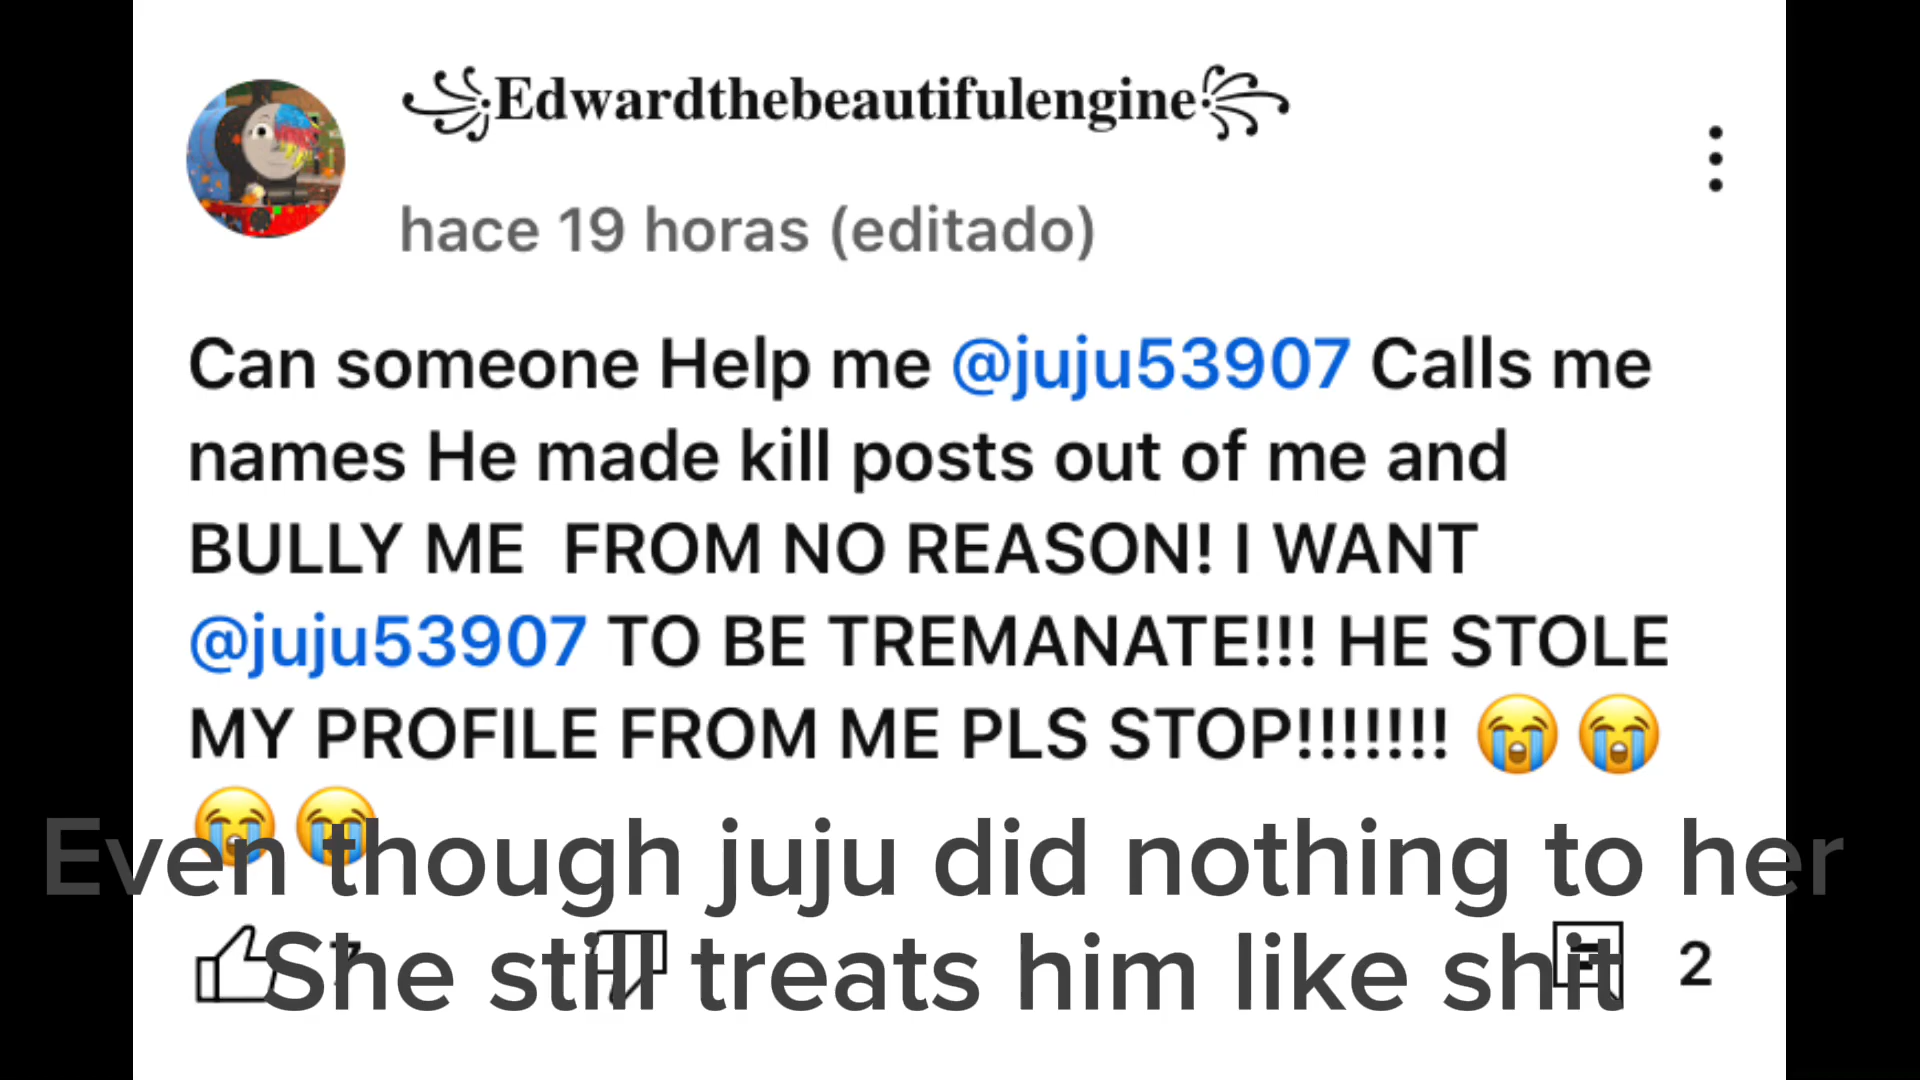 Edwardthebeautifulengine
hace 19 horas (editado)
Can someone Help me @juju53907 Calls me
names He made kill posts out of me and
BULLY ME  FROM NO REASON! I WANT
@juju53907 TO BE TREMANATE!!! HE STOLE
MY PROFILE FROM ME PLS STOP!!!!!!! 😭 😭
😭 😭
Even though juju did nothing to her
She still treats him like shit
2